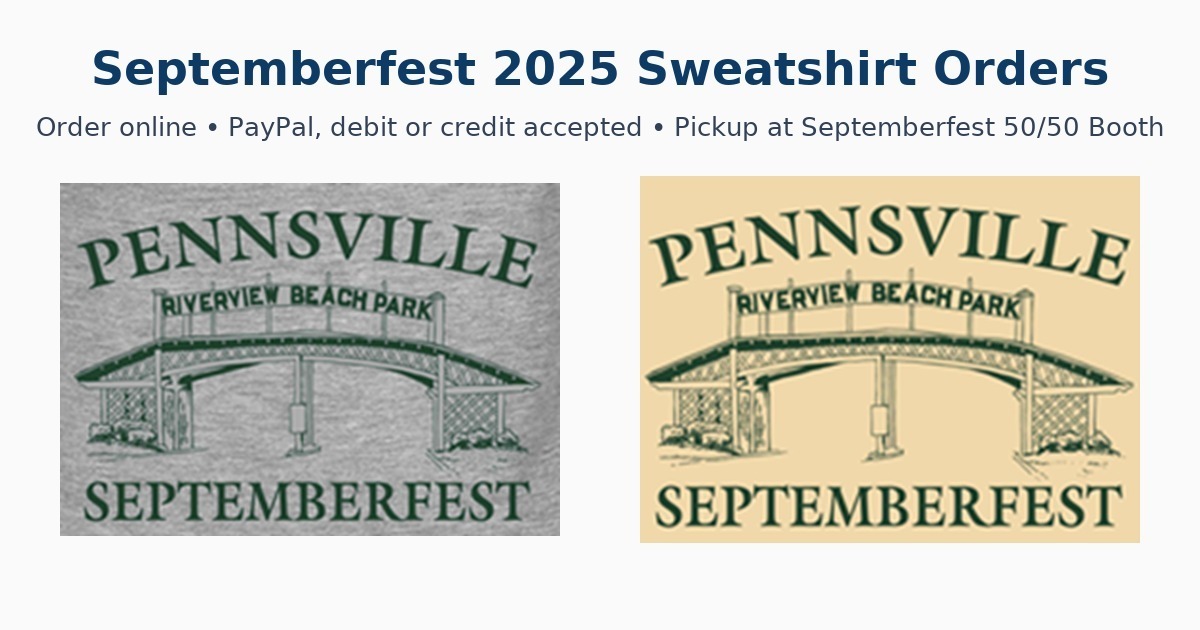 Septemberfest 2025 Sweatshirt Orders
Order online • PayPal, debit or credit accepted • Pickup at Septemberfest 50/50 Booth
PENNSVILLE
RIVERVIEW BEACH PARK
SEPTEMBERFEST
PENNSVILLE
RIVERVIEW BEACH PARK
SEPTEMBERFEST